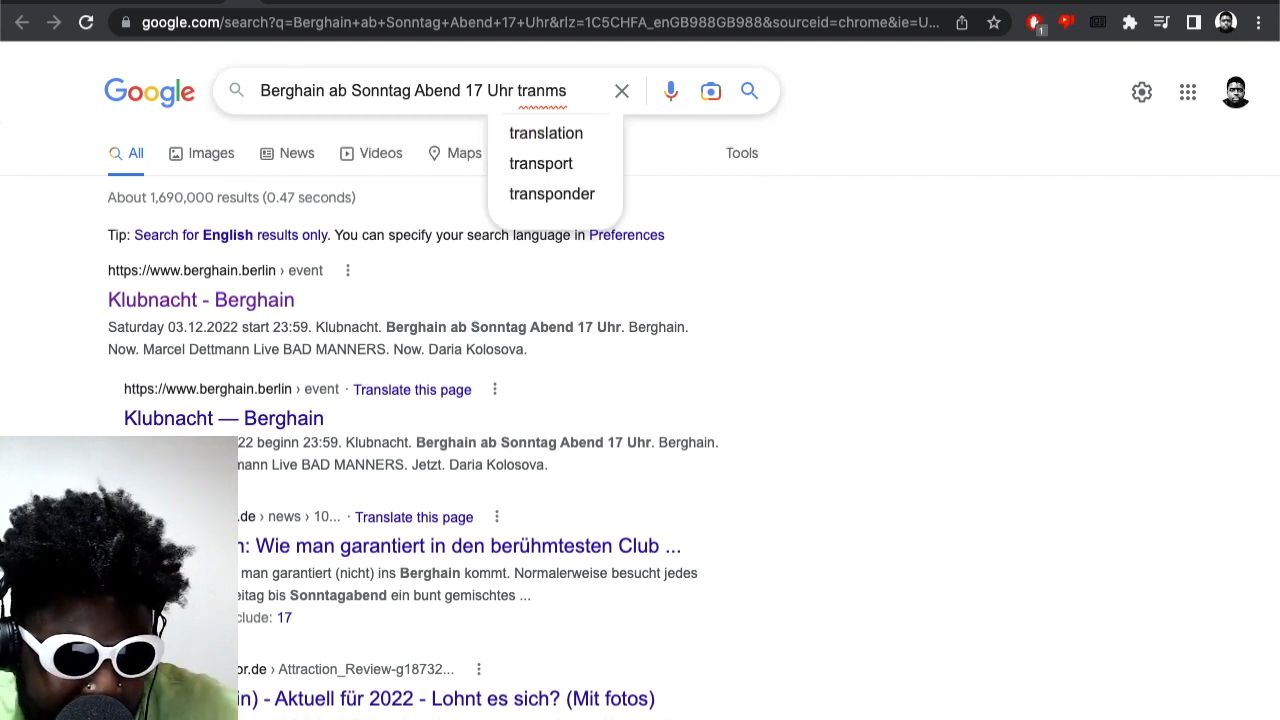 google.com/search?q=Berghain+ab+Sonntag+Abend+17+Uhr&rlz=1C5CHFA_enGB988GB988&sourceid=chrome&ie=U...
1
Google
Berghain ab Sonntag Abend 17 Uhr tranms
translation
transport
transponder
All
Images
News
Videos
Maps
Tools
About 1,690,000 results (0.47 seconds)
Tip: Search for English results only. You can specify your search language in Preferences
https://www.berghain.berlin › event
Klubnacht - Berghain
Saturday 03.12.2022 start 23:59. Klubnacht. Berghain ab Sonntag Abend 17 Uhr. Berghain.
Now. Marcel Dettmann Live BAD MANNERS. Now. Daria Kolosova.
https://www.berghain.berlin › event · Translate this page
Klubnacht — Berghain
22 beginn 23:59. Klubnacht. Berghain ab Sonntag Abend 17 Uhr. Berghain.
mann Live BAD MANNERS. Jetzt. Daria Kolosova.
.de › news › 10... · Translate this page
n: Wie man garantiert in den berühmtesten Club ...
man garantiert (nicht) ins Berghain kommt. Normalerweise besucht jedes
eitag bis Sonntagabend ein bunt gemischtes ...
clude: 17
or.de › Attraction_Review-g18732...
in) - Aktuell für 2022 - Lohnt es sich? (Mit fotos)